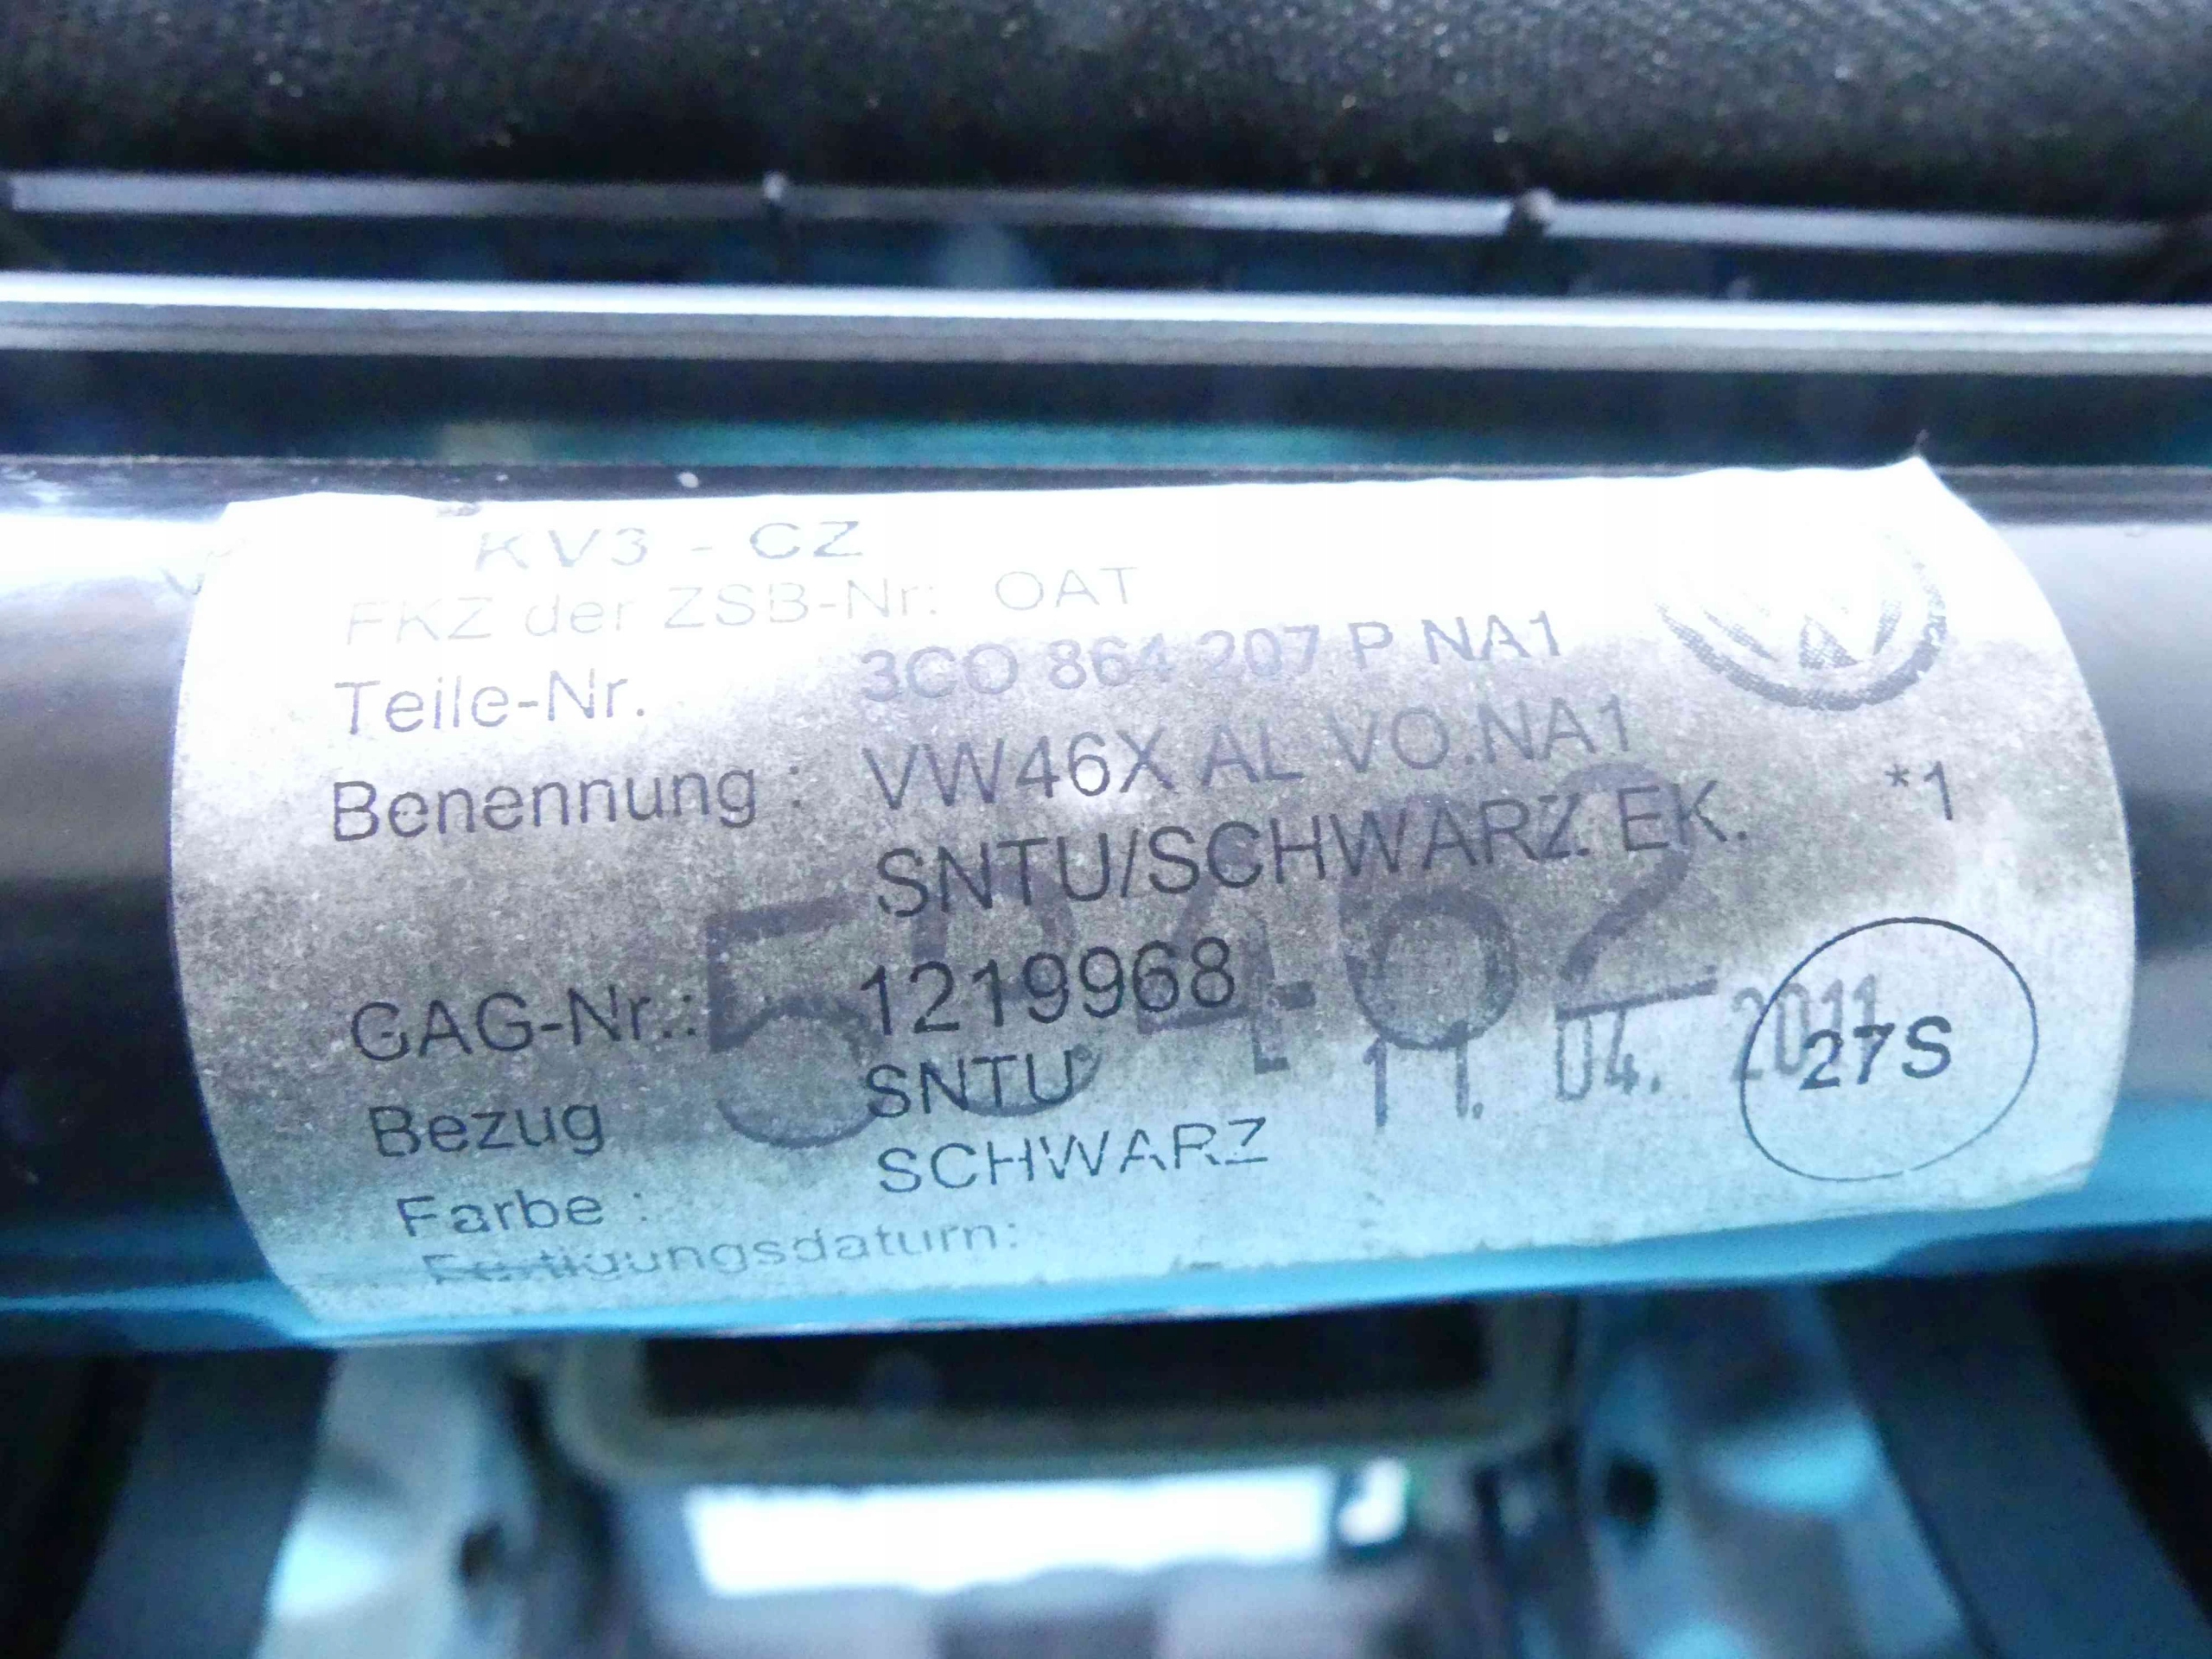 KV3 - CZ
FKZ der ZSB-Nr: OAT
Teile-Nr. 3CO 864 207 P NA1
Benennung : VW46X AL VO.NA1
SNTU/SCHWARZ EK. *1
GAG-Nr.: 1219968
11. 04. 2011
27S
Bezug SNTU
Farbe : SCHWARZ
Fertigungsdatum: